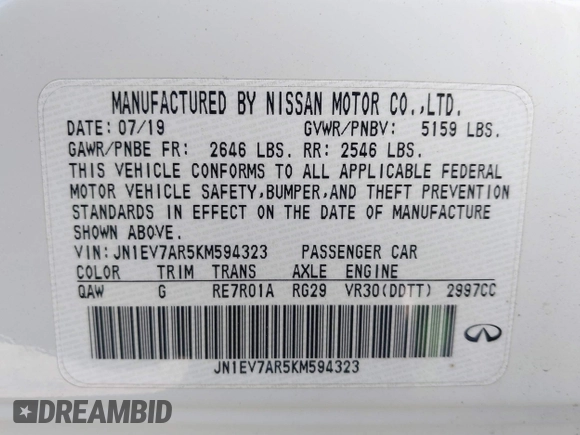 MANUFACTURED BY NISSAN MOTOR CO.,LTD.
DATE: 07/19 GVWR/PNBV: 5159 LBS.
GAWR/PNBE FR: 2646 LBS. RR: 2546 LBS.
THIS VEHICLE CONFORMS TO ALL APPLICABLE FEDERAL
MOTOR VEHICLE SAFETY,BUMPER,AND THEFT PREVENTION
STANDARDS IN EFFECT ON THE DATE OF MANUFACTURE
SHOWN ABOVE.
VIN: JN1EV7AR5KM594323 PASSENGER CAR
COLOR TRIM TRANS AXLE ENGINE
QAW G RE7R01A RG29 VR30(DDTT) 2997CC
JN1EV7AR5KM594323
DREAMBID